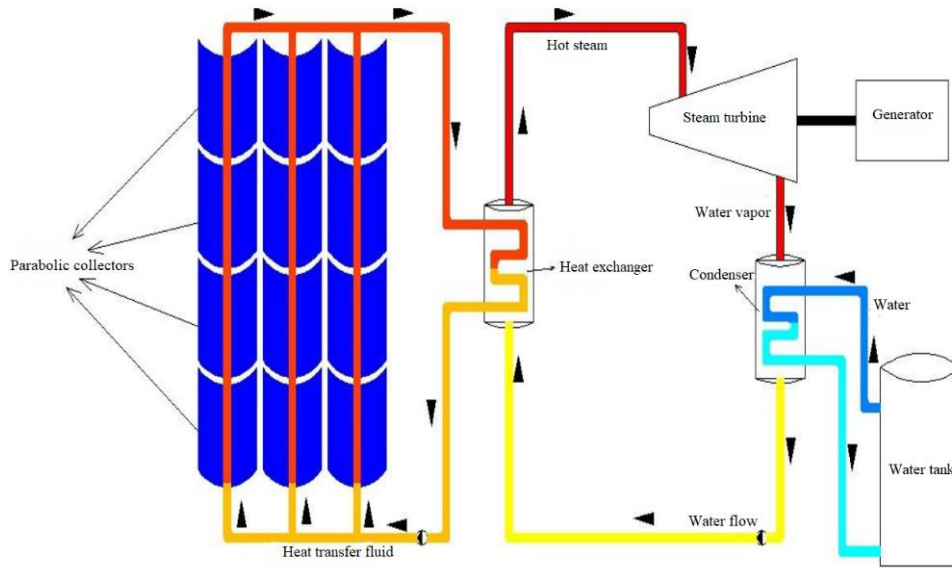 Hot steam
Steam turbine
Generator
Water vapor
Parabolic collectors
Heat exchanger
Condenser
Water
Water tank
Water flow
Heat transfer fluid